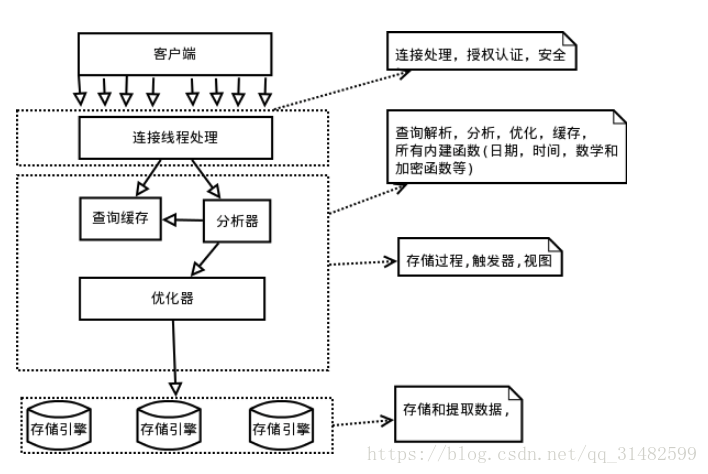 客户端
连接处理，授权认证，安全
连接线程处理
查询解析，分析，优化，缓存，
所有内建函数(日期，时间，数学和
加密函数等)
查询缓存
分析器
存储过程,触发器,视图
优化器
存储和提取数据，
存储引擎
存储引擎
存储引擎
https://blog.csdn.net/qq_31482599